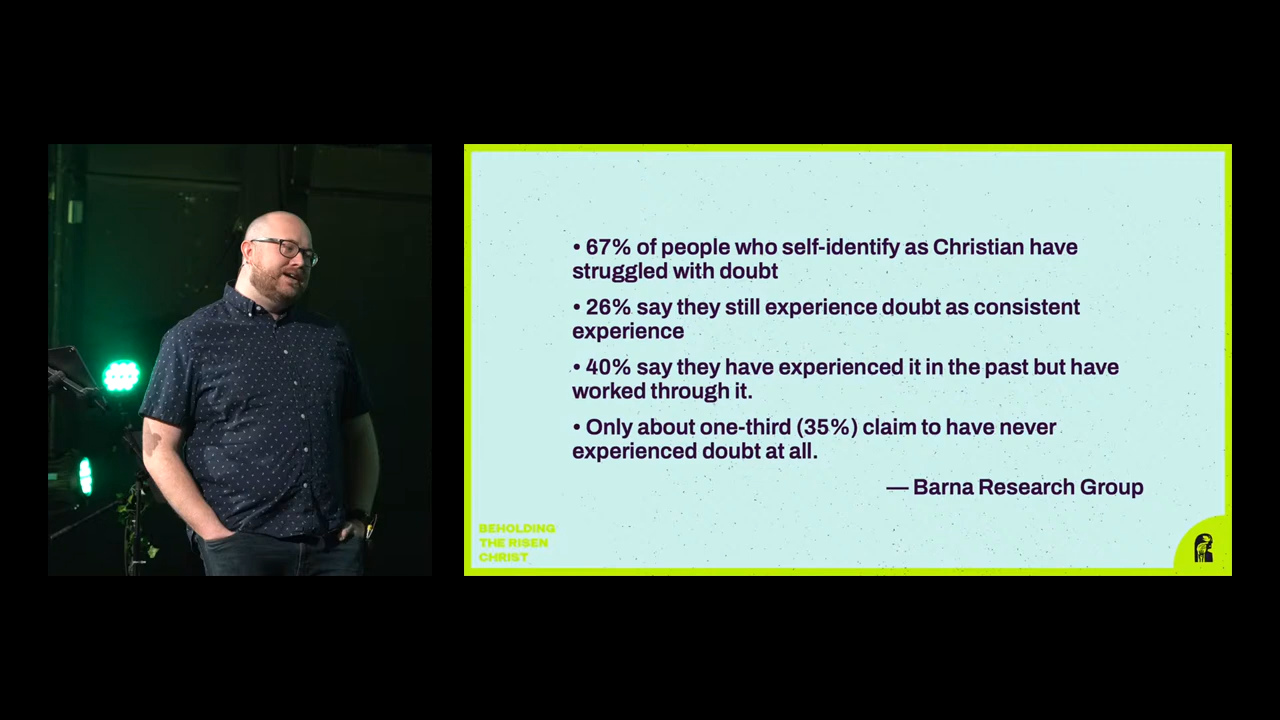 • 67% of people who self-identify as Christian have
struggled with doubt
• 26% say they still experience doubt as consistent
experience
• 40% say they have experienced it in the past but have
worked through it.
• Only about one-third (35%) claim to have never
experienced doubt at all.
— Barna Research Group
BEHOLDING
THE RISEN
CHRIST